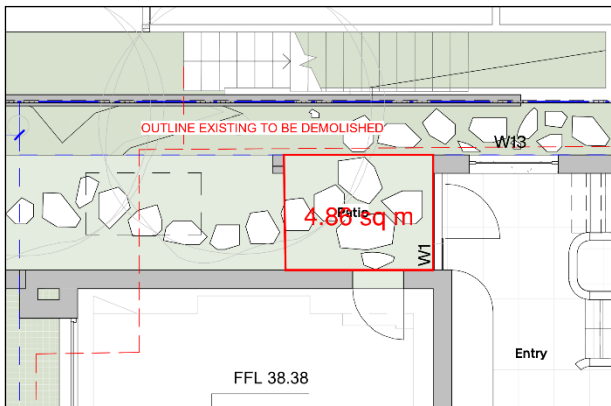 OUTLINE EXISTING TO BE DEMOLISHED
W13
Patio
4.86 sq m
W1
Entry
FFL 38.38